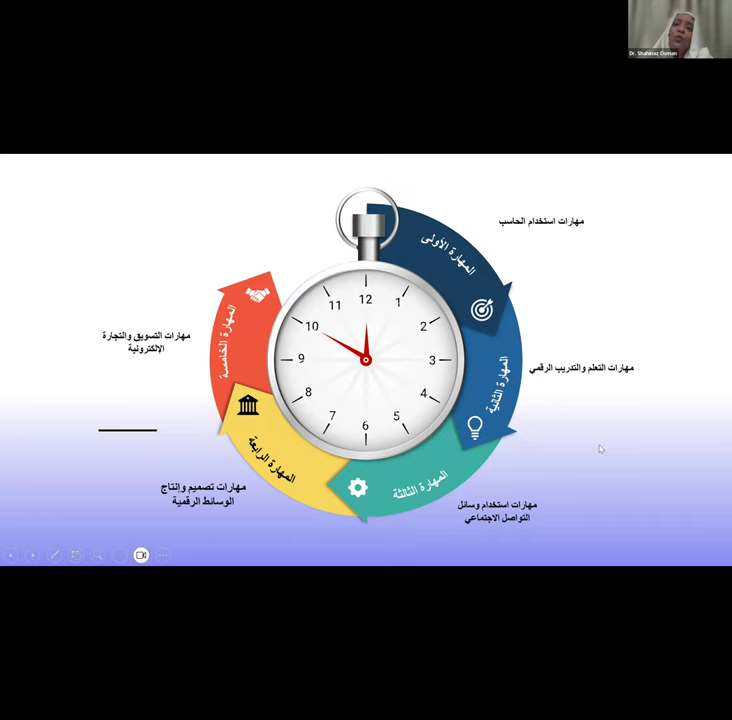 Dr. Shahinaz Osman
مهارات استخدام الحاسب
المهارة الأولى
مهارات التعلم والتدريب الرقمي
المهارة الثانية
مهارات استخدام وسائل
التواصل الاجتماعي
المهارة الثالثة
مهارات تصميم وإنتاج
الوسائط الرقمية
المهارة الرابعة
مهارات التسويق والتجارة
الإلكترونية
المهارة الخامسة
12
1
2
3
4
5
6
7
8
9
10
11